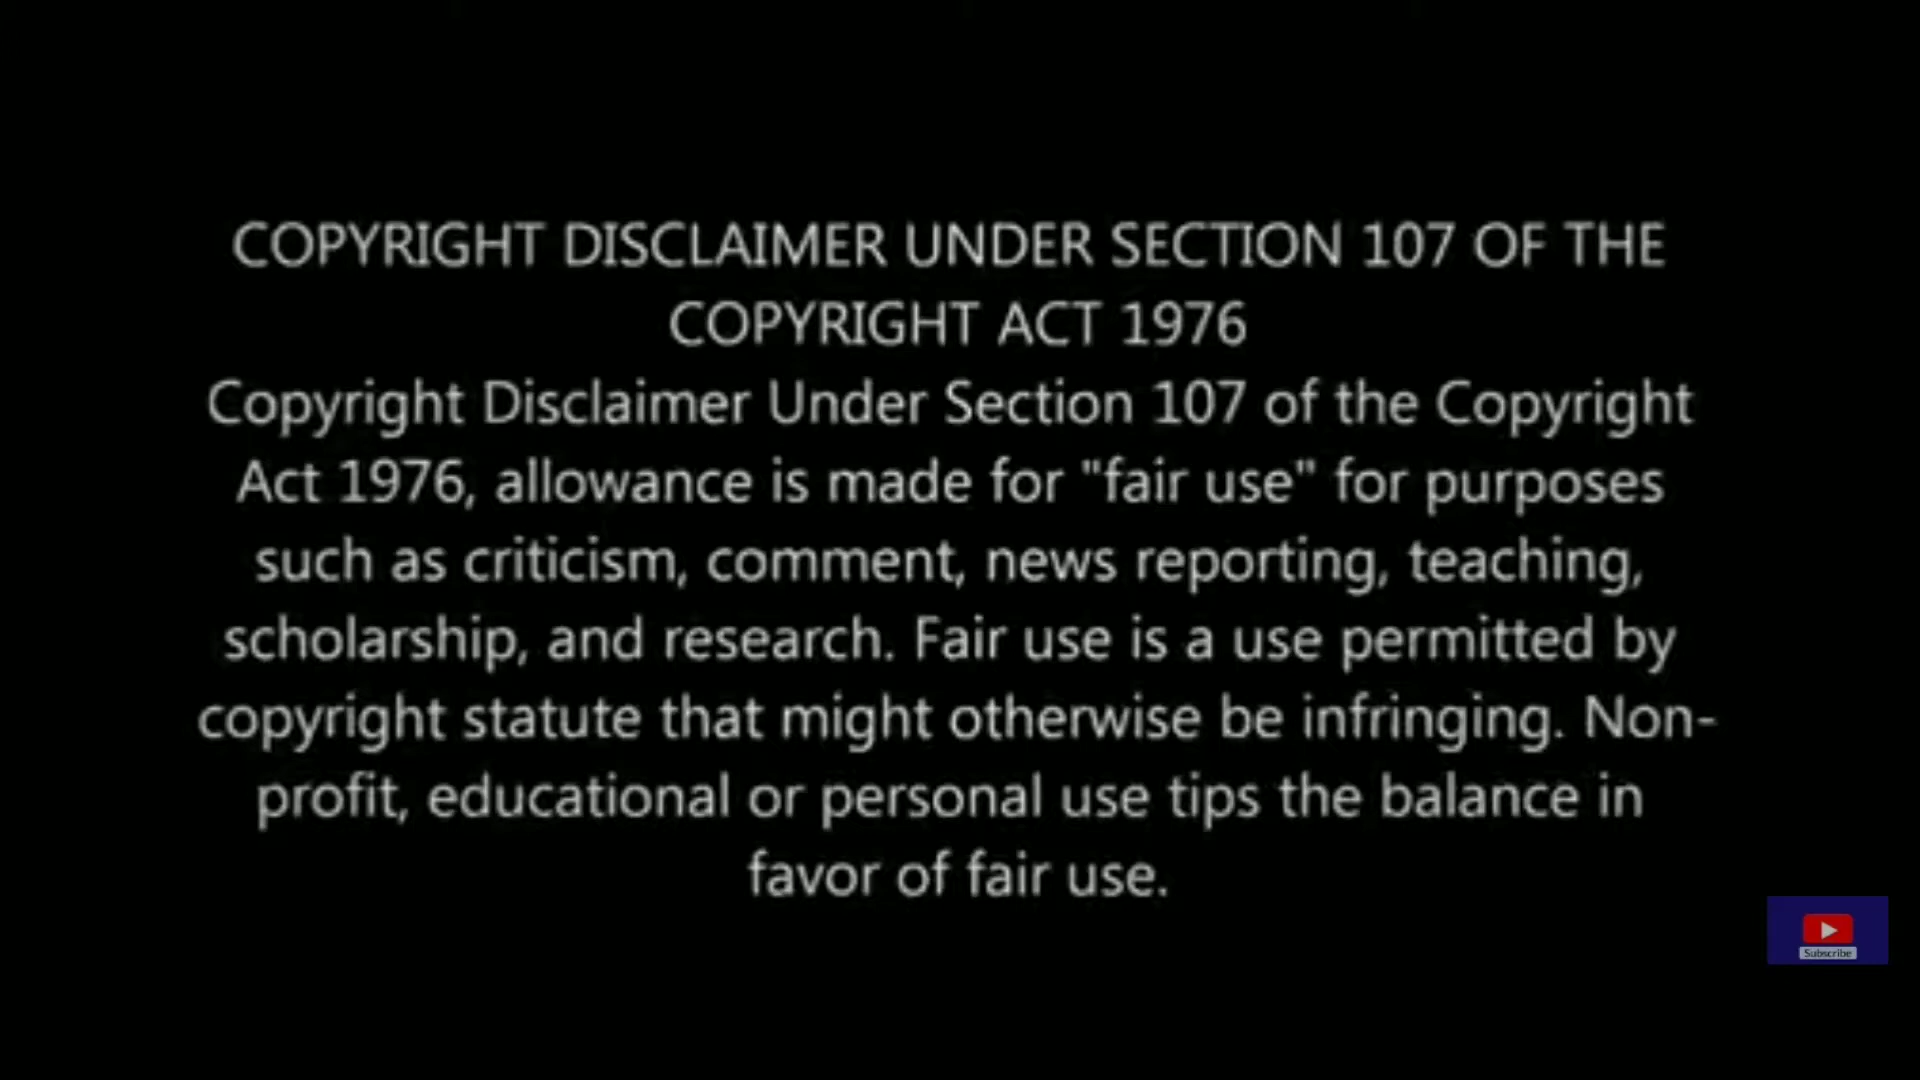 COPYRIGHT DISCLAIMER UNDER SECTION 107 OF THE
COPYRIGHT ACT 1976
Copyright Disclaimer Under Section 107 of the Copyright
Act 1976, allowance is made for "fair use" for purposes
such as criticism, comment, news reporting, teaching,
scholarship, and research. Fair use is a use permitted by
copyright statute that might otherwise be infringing. Non-
profit, educational or personal use tips the balance in
favor of fair use.
Subscribe